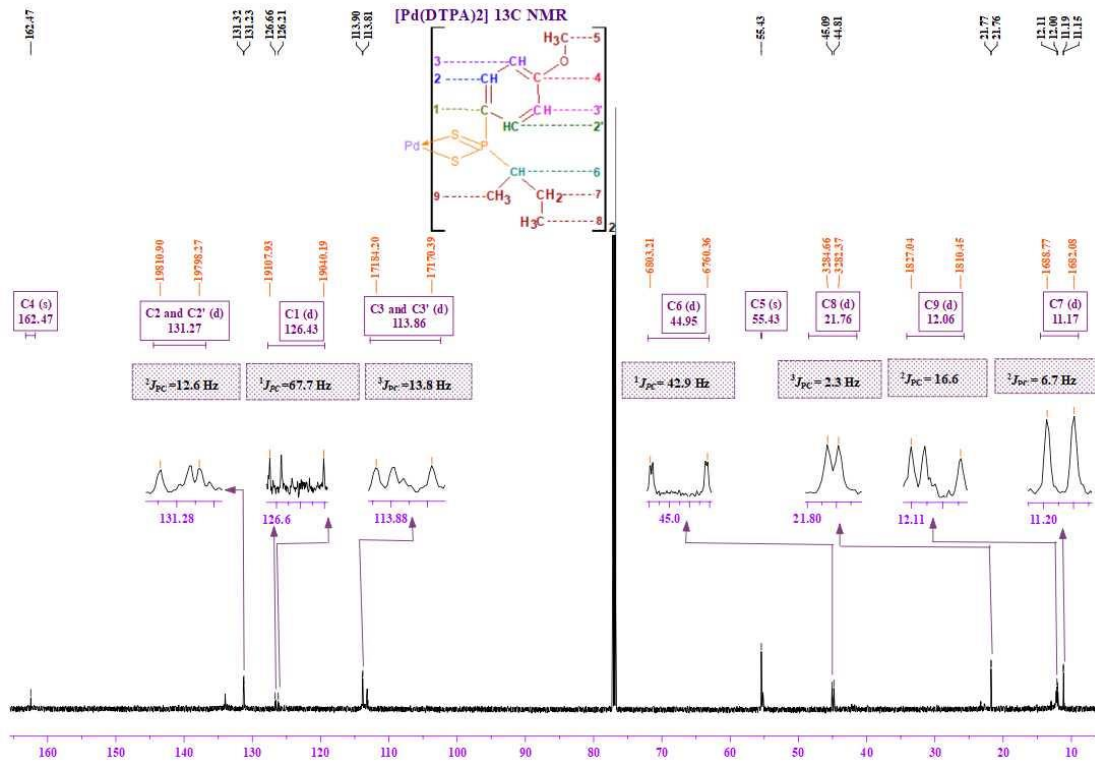 [Pd(DTPA)2] 13C NMR
162.47
131.32
131.23
126.66
126.21
113.90
113.81
55.43
45.09
44.81
21.77
21.76
12.11
12.00
11.19
11.15
H3C 5
O
3 CH
2 CH C 4
1 C CH 3'
HC 2'
S
Pd P
S
CH 6
9 CH3 CH2 7
H3C 8
2
19810.90
19798.27
19107.93
19040.19
17184.20
17170.39
6803.21
6760.36
3284.66
3282.37
1827.04
1810.45
1688.77
1682.08
C4 (s)
162.47
C2 and C2' (d)
131.27
C1 (d)
126.43
C3 and C3' (d)
113.86
C6 (d)
44.95
C5 (s)
55.43
C8 (d)
21.76
C9 (d)
12.06
C7 (d)
11.17
2JPC =12.6 Hz
1JPC =67.7 Hz
3JPC =13.8 Hz
1JPC= 42.9 Hz
3JPC = 2.3 Hz
2JPC = 16.6
2JPC = 6.7 Hz
131.28
126.6
113.88
45.0
21.80
12.11
11.20
160 150 140 130 120 110 100 90 80 70 60 50 40 30 20 10 0